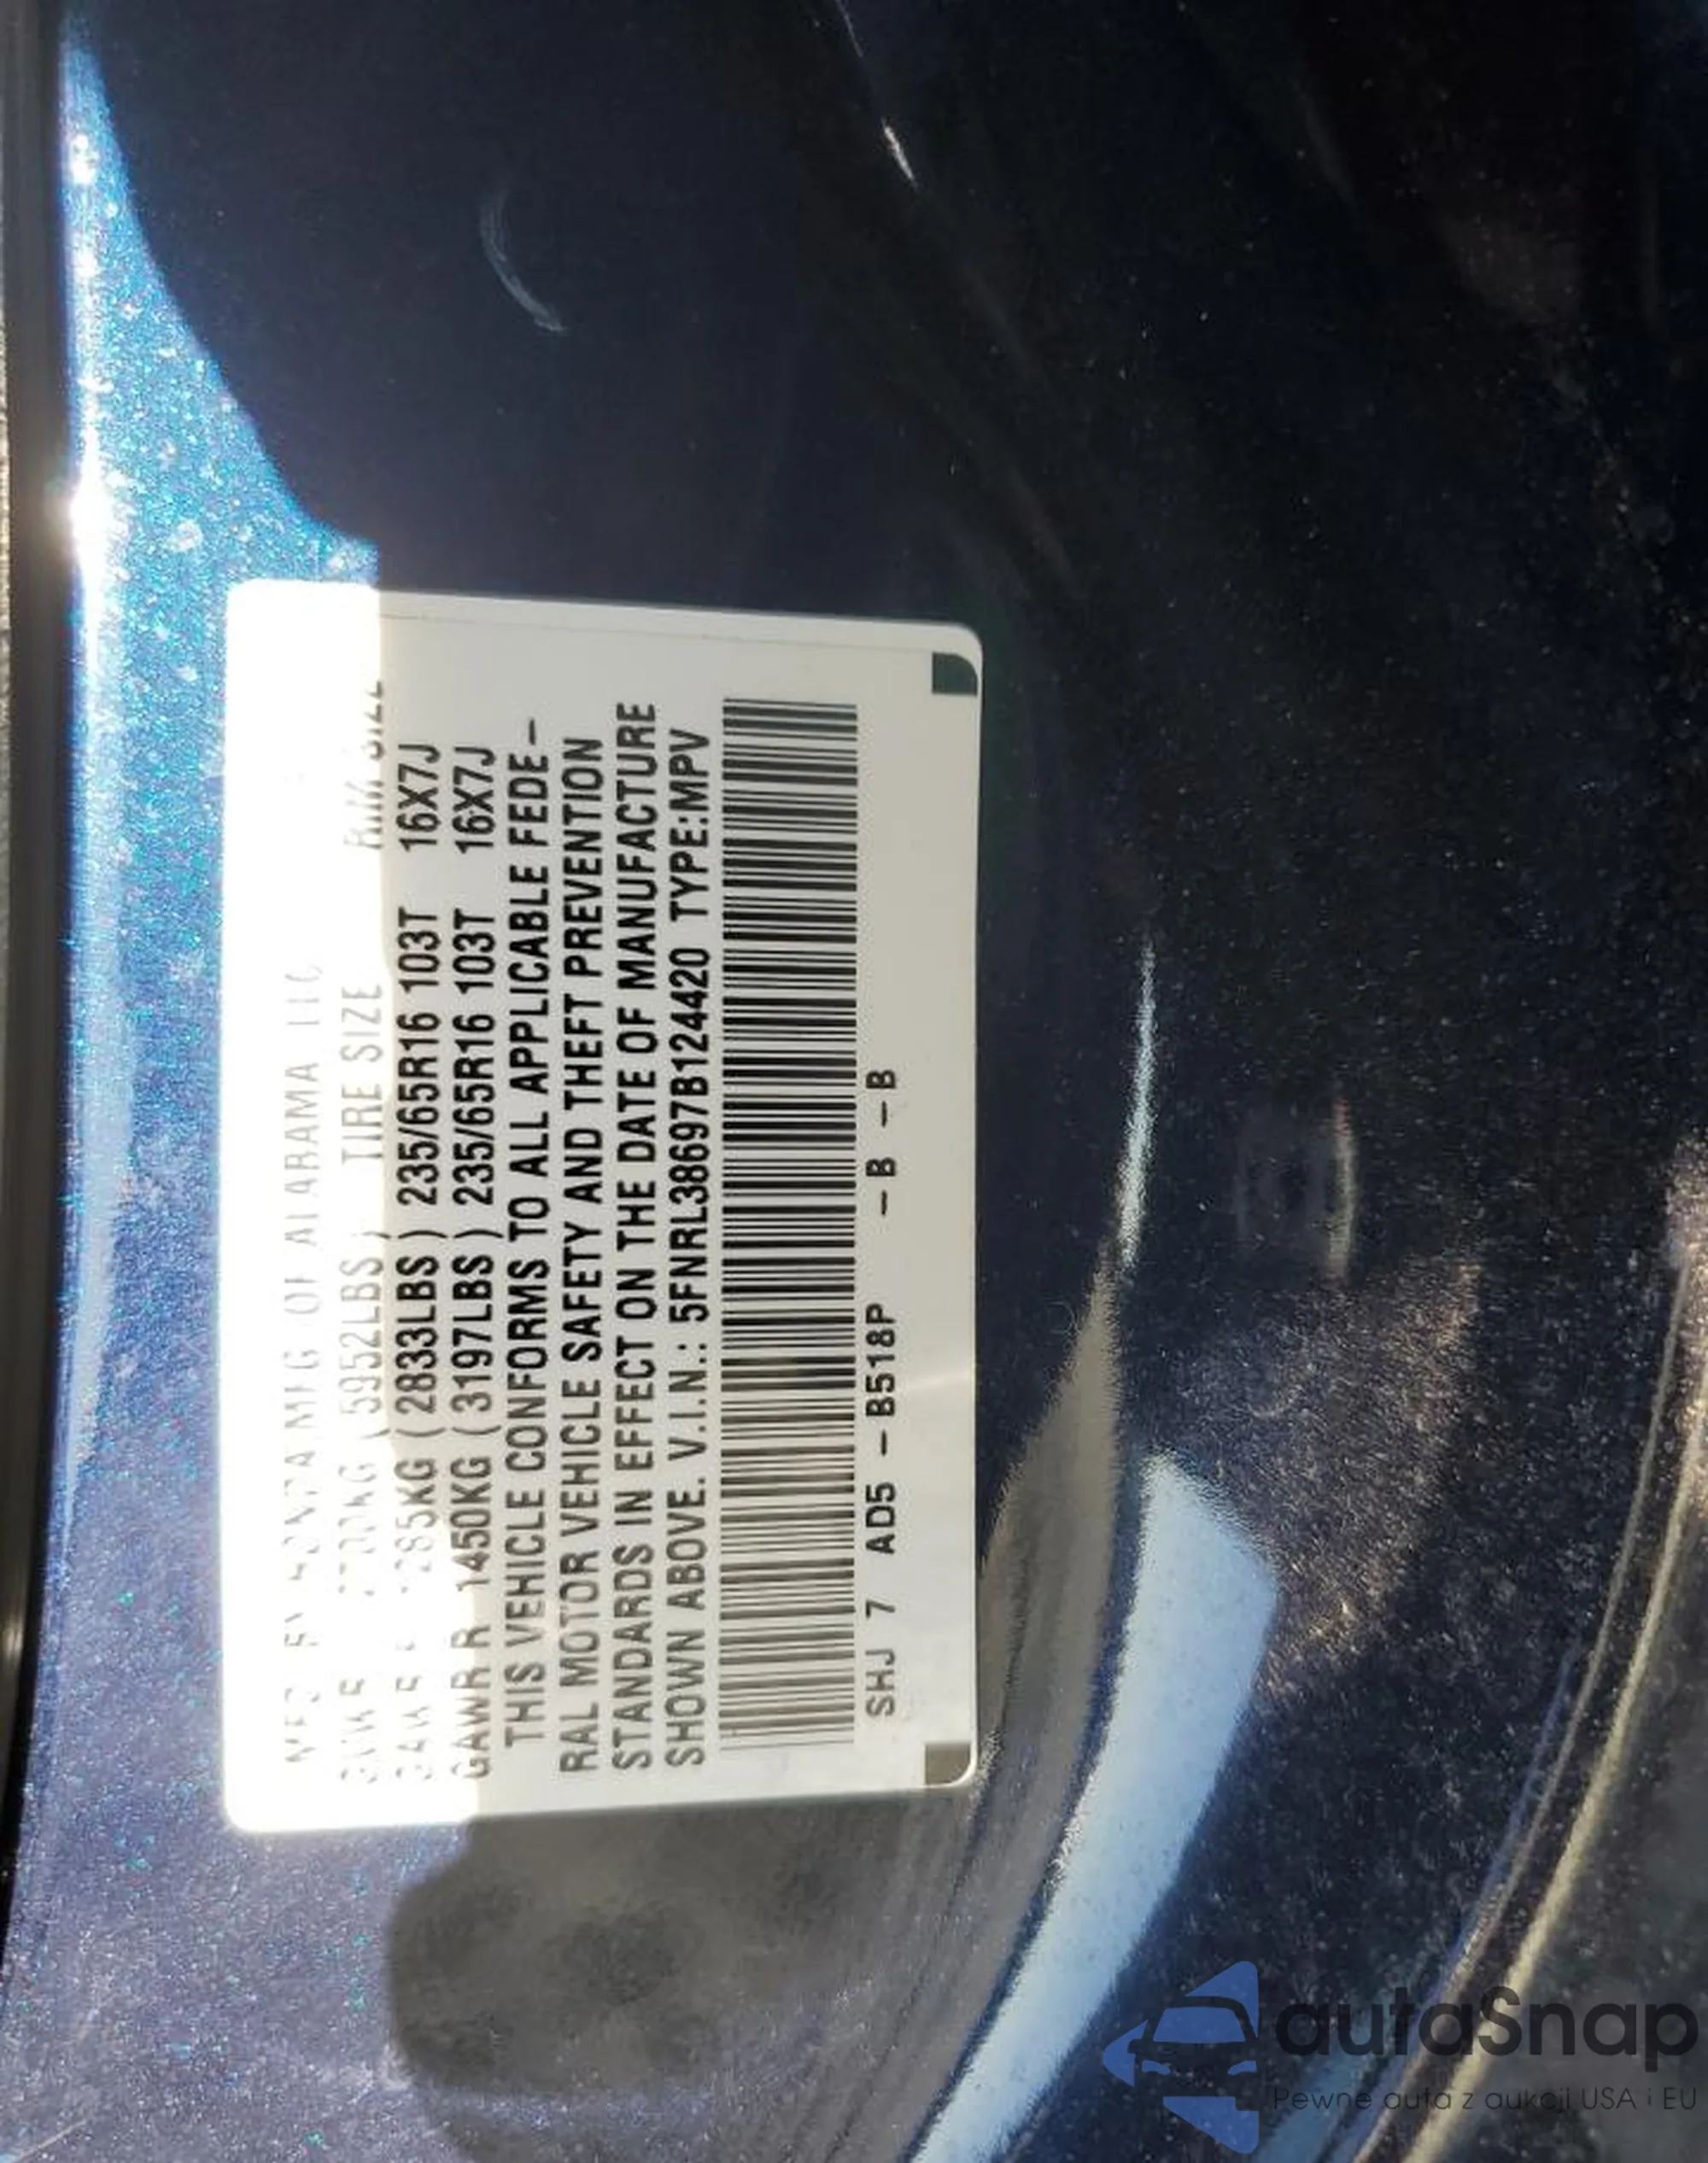 MFD BY HONDA MFG OF ALABAMA LLC
GVWR 2700KG (5952LBS) TIRE SIZE RIM SIZE
GAWR F 1285KG (2833LBS) 235/65R16 103T 16X7J
GAWR R 1450KG (3197LBS) 235/65R16 103T 16X7J
THIS VEHICLE CONFORMS TO ALL APPLICABLE FEDE-
RAL MOTOR VEHICLE SAFETY AND THEFT PREVENTION
STANDARDS IN EFFECT ON THE DATE OF MANUFACTURE
SHOWN ABOVE. V.I.N.: 5FNRL38697B124420 TYPE:MPV
SHJ 7 AD5 -B518P -B -B
autaSnap
Pewne auta z aukcji USA i EU